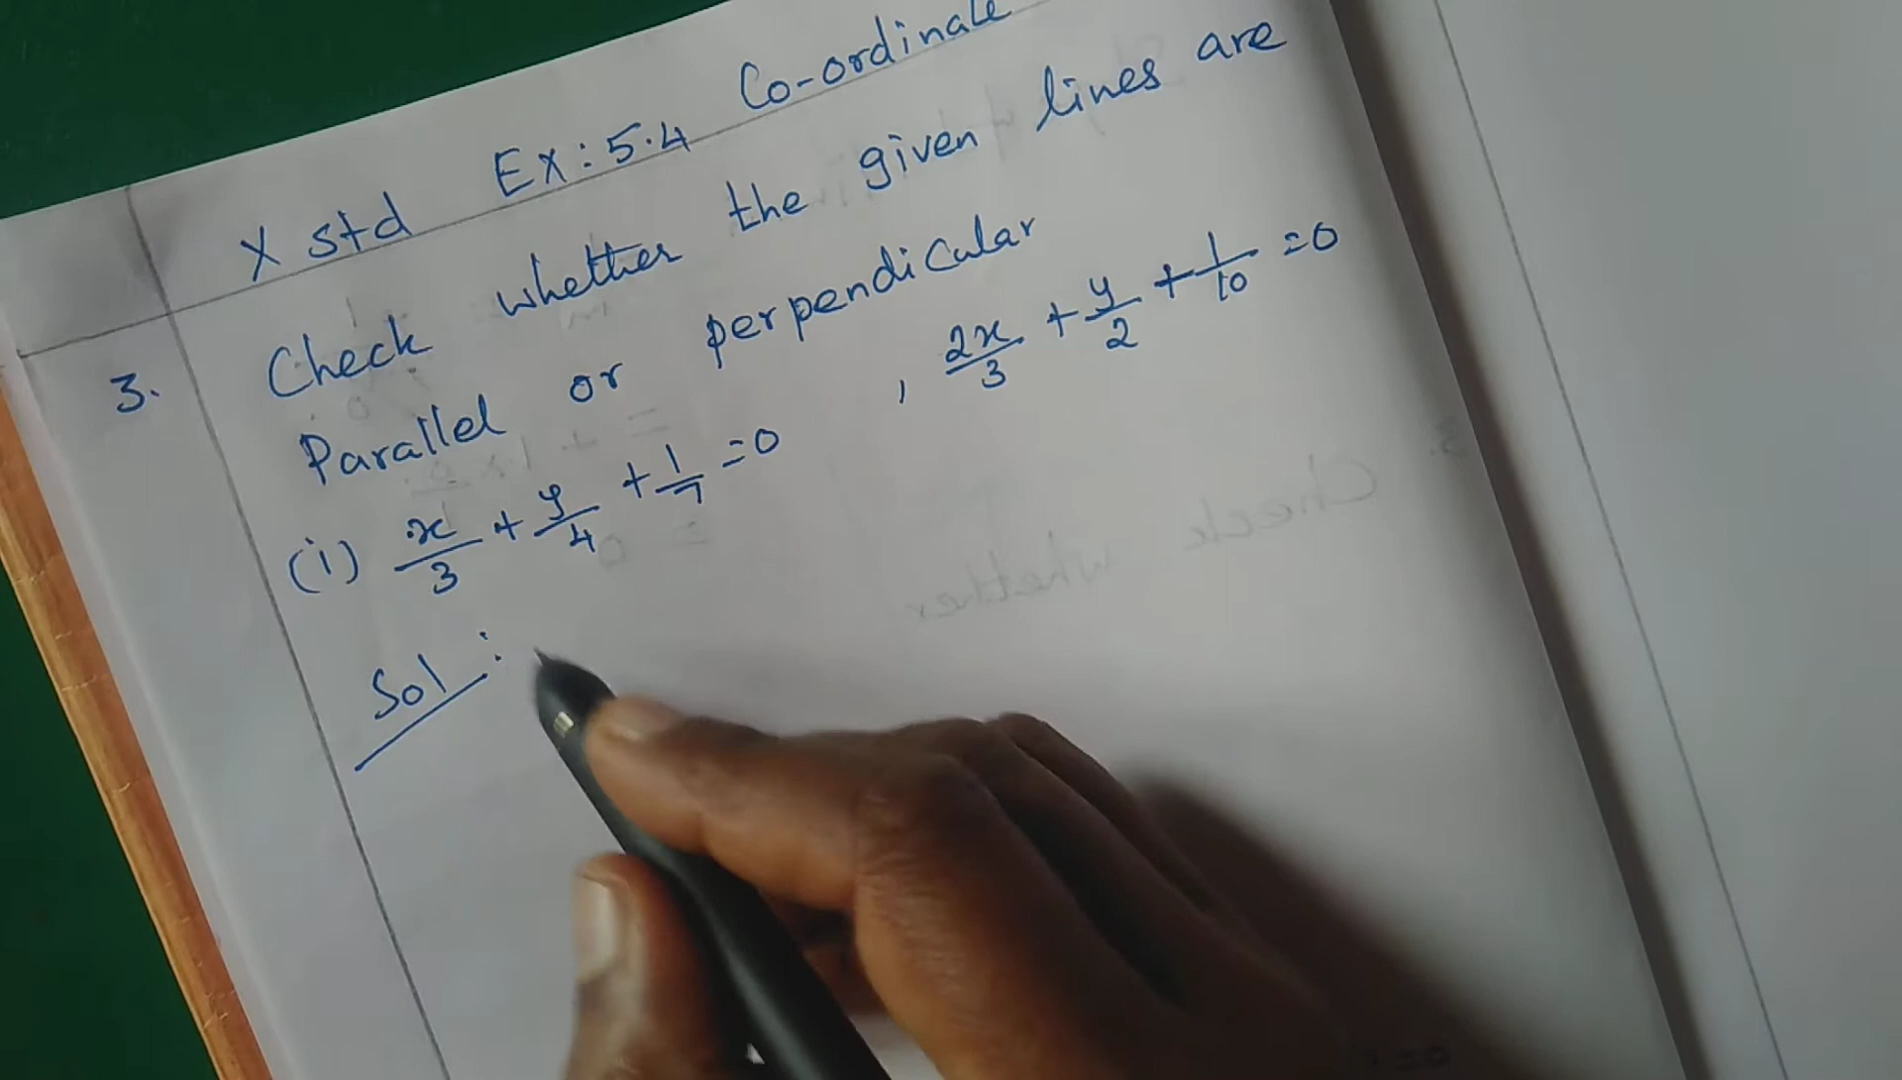 X std Ex: 5.4 Co-ordinate
3. Check whether the given lines are
Parallel or perpendicular
(i) x/3 + y/4 + 1/7 = 0 , 2x/3 + y/2 + 1/10 = 0
Sol: